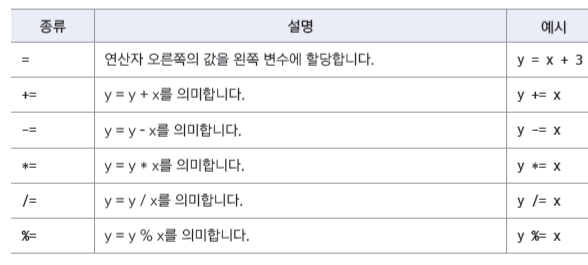 종류 설명 예시
= 연산자 오른쪽의 값을 왼쪽 변수에 할당합니다. y = x + 3
+= y = y + x를 의미합니다. y += x
-= y = y - x를 의미합니다. y -= x
*= y = y * x를 의미합니다. y *= x
/= y = y / x를 의미합니다. y /= x
%= y = y % x를 의미합니다. y %= x